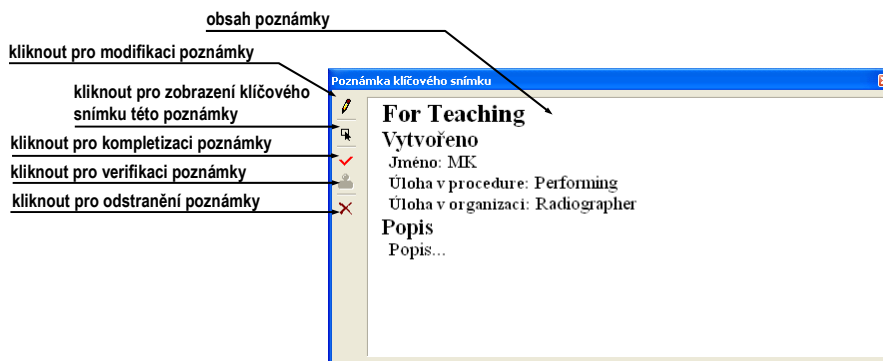 obsah poznámky
kliknout pro modifikaci poznámky
kliknout pro zobrazení klíčového
snímku této poznámky
kliknout pro kompletizaci poznámky
kliknout pro verifikaci poznámky
kliknout pro odstranění poznámky
Poznámka klíčového snímku
For Teaching
Vytvořeno
Jméno: MK
Úloha v procedure: Performing
Úloha v organizaci: Radiographer
Popis
Popis...